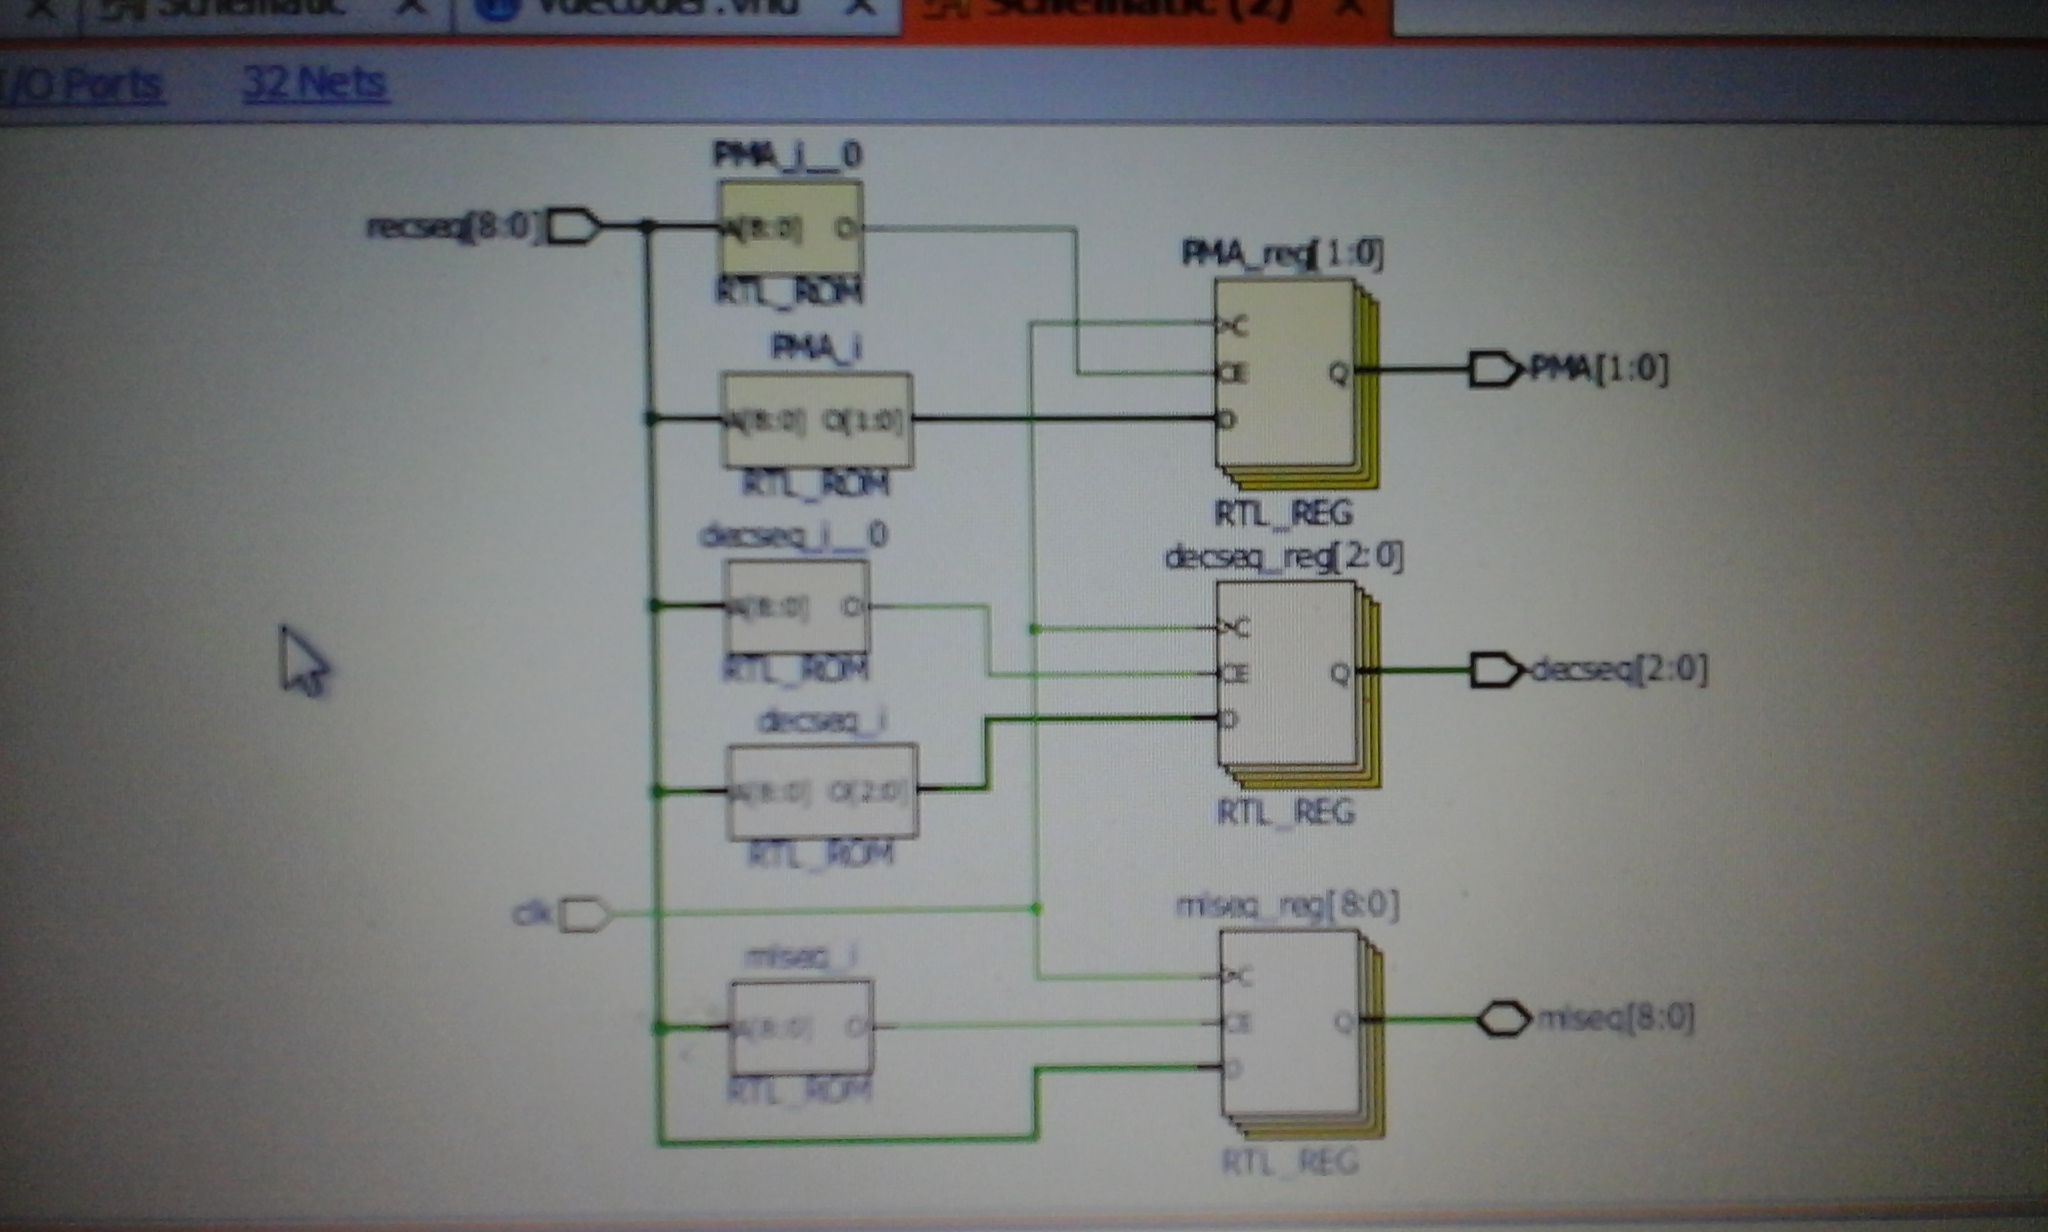 Schematic
vdecoder.vhd
Schematic (2)
I/O Ports
32 Nets
PMA_i__0
recseq[8:0]
A[8:0] O
RTL_ROM
PMA_reg[1:0]
C
CE
D
Q
PMA[1:0]
RTL_REG
PMA_i
A[8:0] O[1:0]
RTL_ROM
decseq_i__0
A[8:0] O
RTL_ROM
decseq_reg[2:0]
C
CE
D
Q
decseq[2:0]
RTL_REG
decseq_i
A[8:0] O[2:0]
RTL_ROM
clk
mlseq_i
A[8:0] O
RTL_ROM
mlseq_reg[8:0]
C
CE
D
Q
mlseq[8:0]
RTL_REG